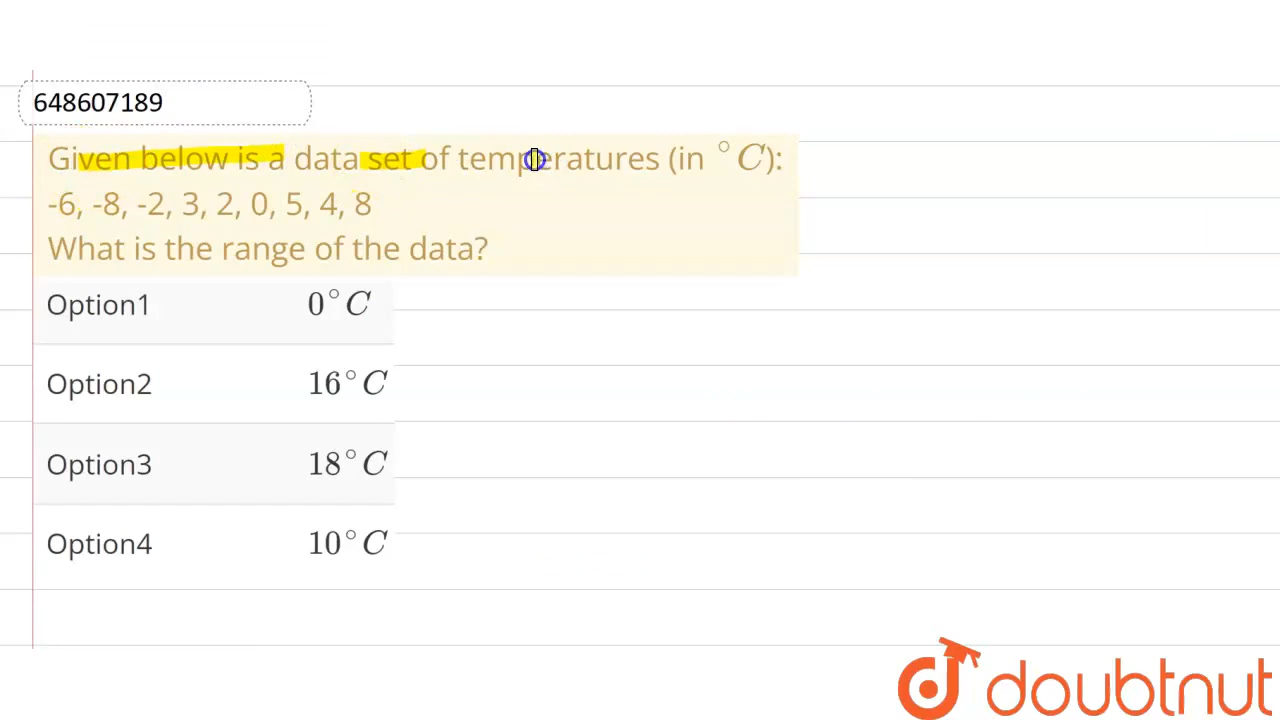 648607189
Given below is a data set of temperatures (in °C):
-6, -8, -2, 3, 2, 0, 5, 4, 8
What is the range of the data?
Option1 0°C
Option2 16°C
Option3 18°C
Option4 10°C
doubtnut